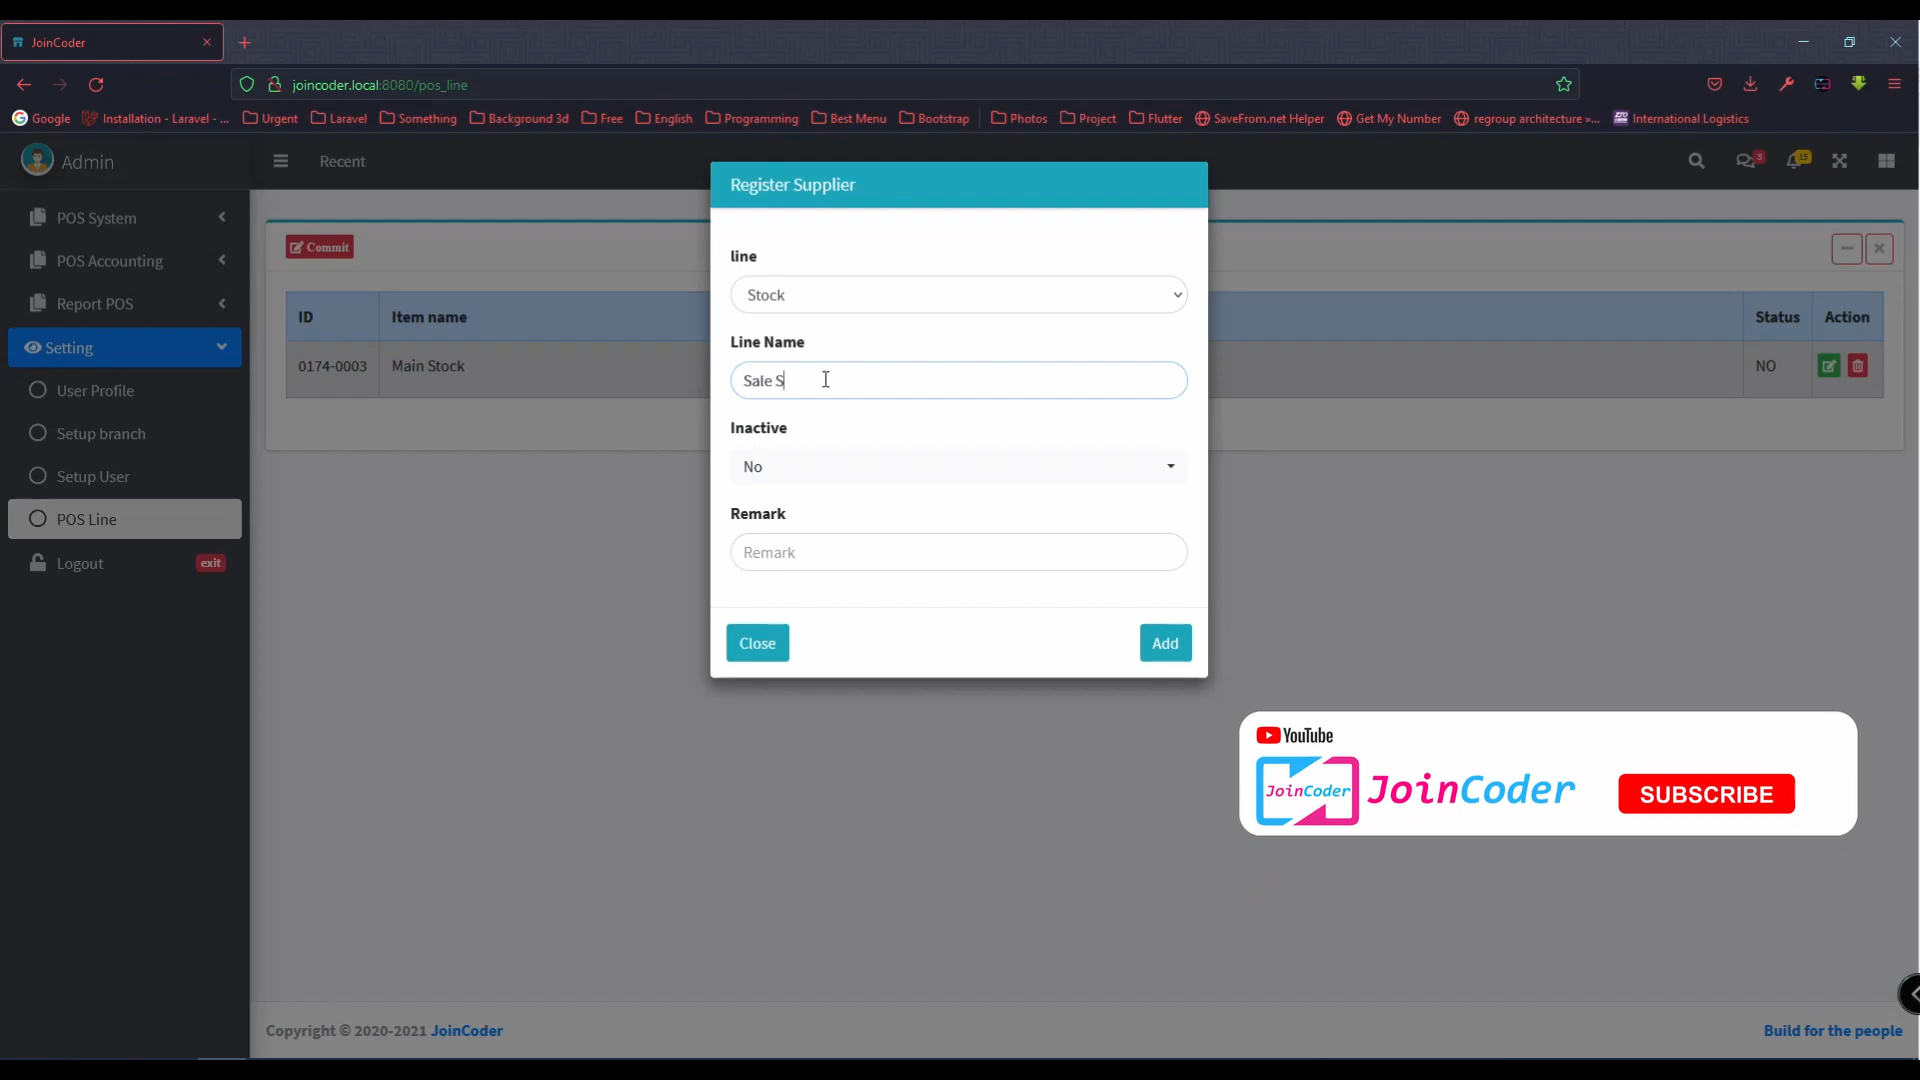 JoinCoder
joincoder.local:8080/pos_line
Google Installation - Laravel - ... Urgent Laravel Something Background 3d Free English Programming Best Menu Bootstrap Photos Project Flutter SaveFrom.net Helper Get My Number regroup architecture »... International Logistics
Admin
Recent
3
15
POS System
POS Accounting
Report POS
Setting
User Profile
Setup branch
Setup User
POS Line
Logout exit
Commit
ID Item name Status Action
0174-0003 Main Stock NO
Register Supplier
line
Stock
Line Name
Sale S
Inactive
No
Remark
Remark
Close Add
YouTube
JoinCoder JoinCoder SUBSCRIBE
Copyright © 2020-2021 JoinCoder
Build for the people